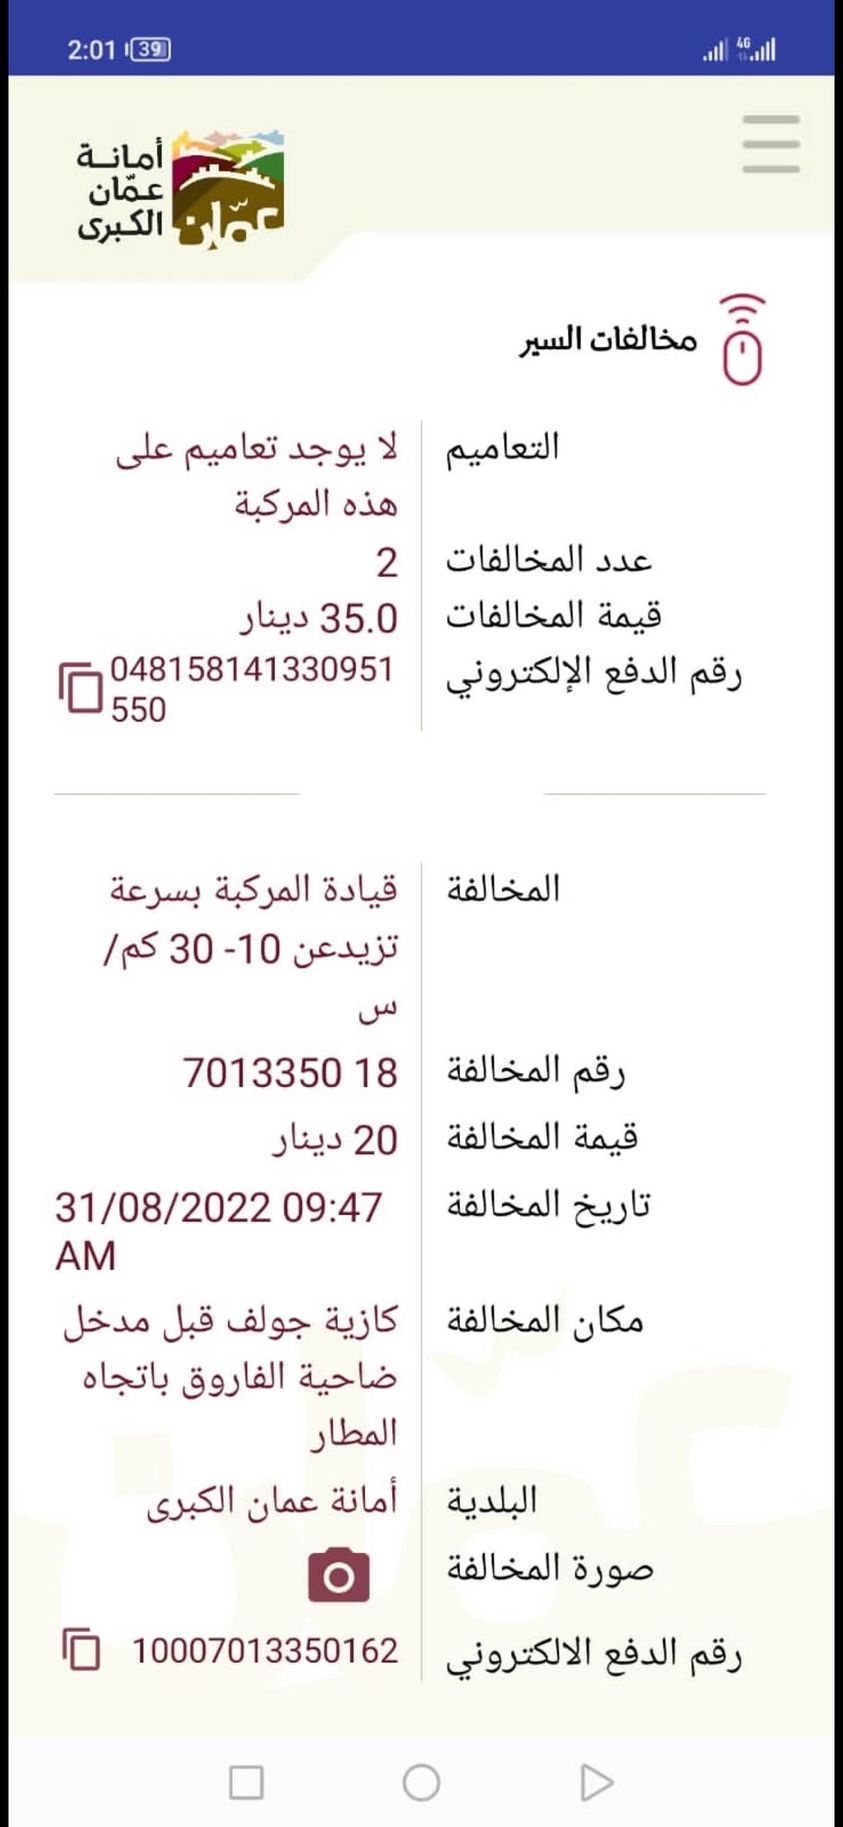 2:01 39 4G
أمانة
عمّان
الكبرى
عمّان
مخالفات السير
التعاميم لا يوجد تعاميم على
هذه المركبة
عدد المخالفات 2
قيمة المخالفات 35.0 دينار
رقم الدفع الإلكتروني 048158141330951
550
المخالفة قيادة المركبة بسرعة
تزيدعن 10- 30 كم/
س
رقم المخالفة 18 7013350
قيمة المخالفة 20 دينار
تاريخ المخالفة 31/08/2022 09:47
AM
مكان المخالفة كازية جولف قبل مدخل
ضاحية الفاروق باتجاه
المطار
البلدية أمانة عمان الكبرى
صورة المخالفة
رقم الدفع الالكتروني 10007013350162